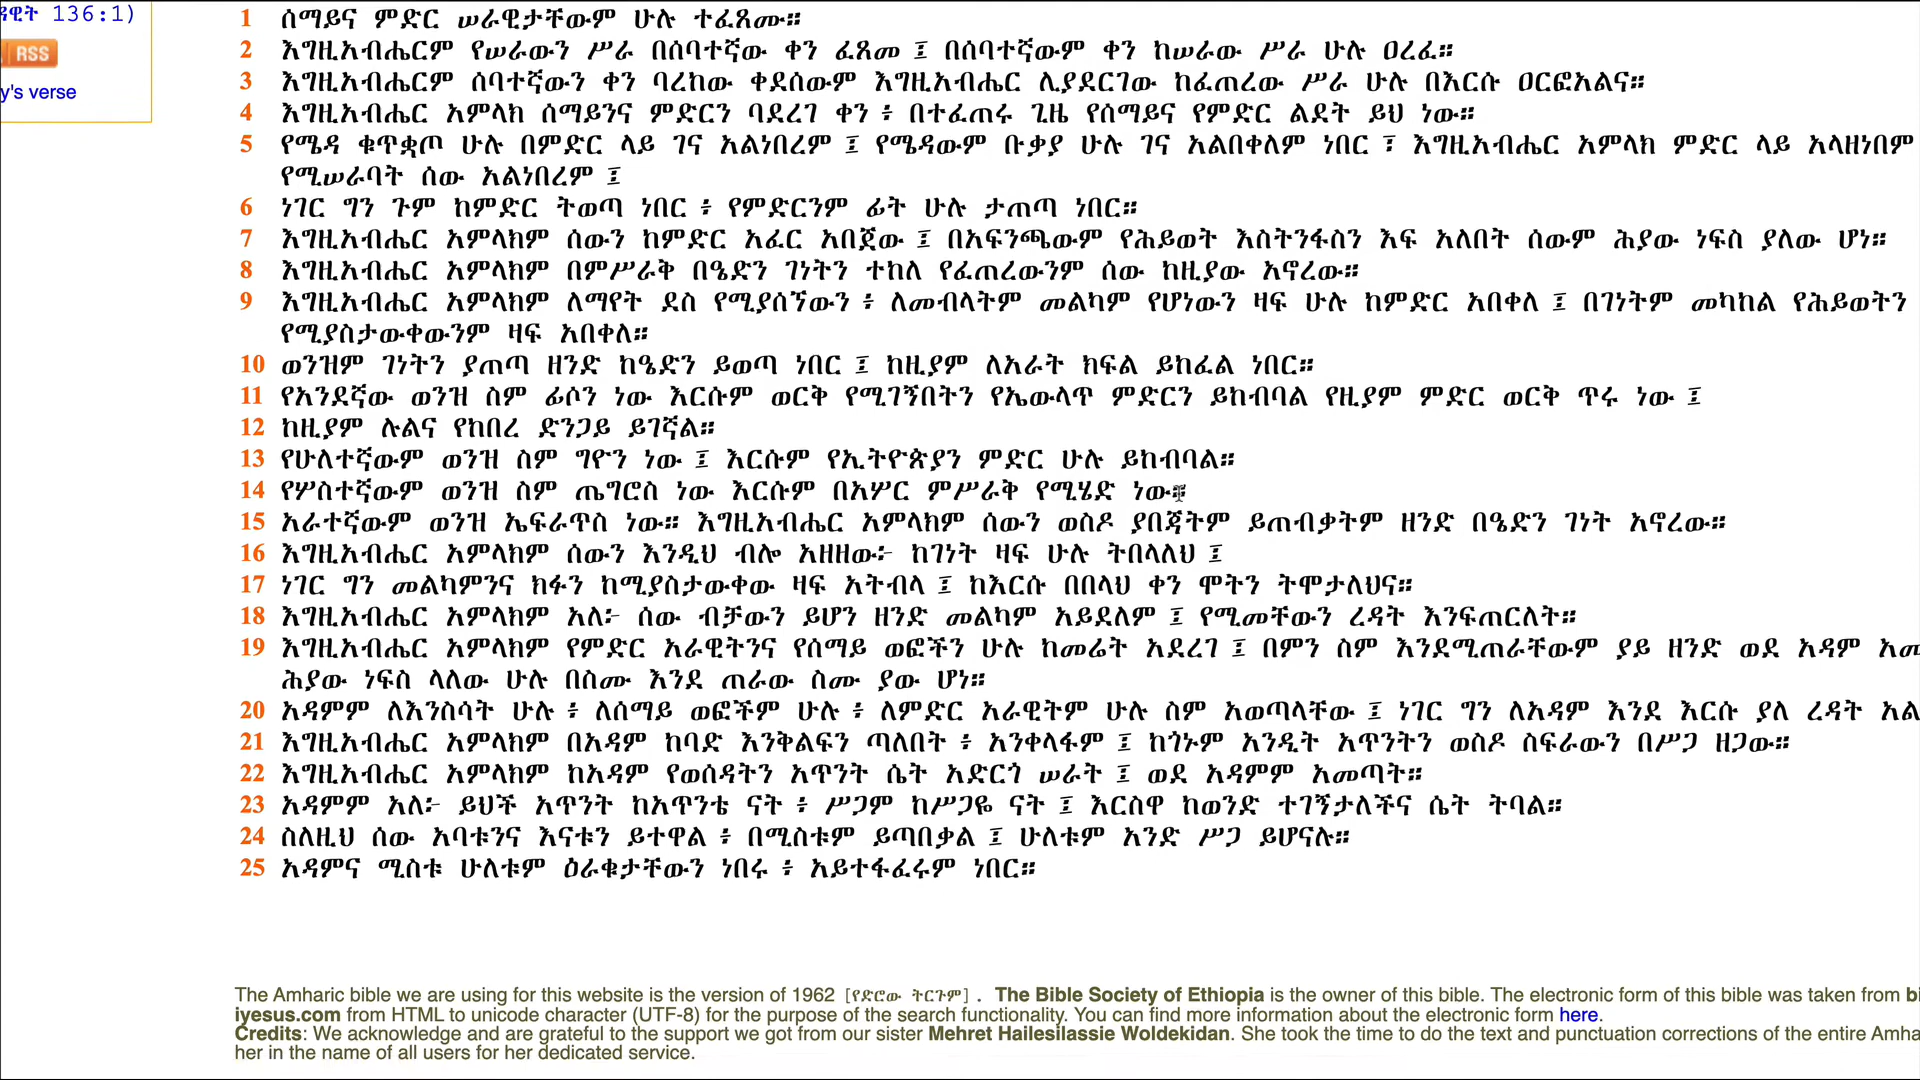 ዳዊት 136:1)
RSS
y's verse
1 ሰማይና ምድር ሠራዊታቸውም ሁሉ ተፈጸሙ።
2 እግዚአብሔርም የሠራውን ሥራ በሰባተኛው ቀን ፈጸመ ፤ በሰባተኛውም ቀን ከሠራው ሥራ ሁሉ ዐረፈ።
3 እግዚአብሔርም ሰባተኛውን ቀን ባረከው ቀደሰውም እግዚአብሔር ሊያደርገው ከፈጠረው ሥራ ሁሉ በእርሱ ዐርፎአልና።
4 እግዚአብሔር አምላክ ሰማይንና ምድርን ባደረገ ቀን ፥ በተፈጠሩ ጊዜ የሰማይና የምድር ልደት ይህ ነው።
5 የሜዳ ቁጥቋጦ ሁሉ በምድር ላይ ገና አልነበረም ፤ የሜዳውም ቡቃያ ሁሉ ገና አልበቀለም ነበር ፣ እግዚአብሔር አምላክ ምድር ላይ አላዘነበም
የሚሠራባት ሰው አልነበረም ፤
6 ነገር ግን ጉም ከምድር ትወጣ ነበር ፥ የምድርንም ፊት ሁሉ ታጠጣ ነበር።
7 እግዚአብሔር አምላክም ሰውን ከምድር አፈር አበጀው ፤ በአፍንጫውም የሕይወት እስትንፋስን እፍ አለበት ሰውም ሕያው ነፍስ ያለው ሆነ።
8 እግዚአብሔር አምላክም በምሥራቅ በዔድን ገነትን ተከለ የፈጠረውንም ሰው ከዚያው አኖረው።
9 እግዚአብሔር አምላክም ለማየት ደስ የሚያሰኘውን ፥ ለመብላትም መልካም የሆነውን ዛፍ ሁሉ ከምድር አበቀለ ፤ በገነትም መካከል የሕይወትን
የሚያስታውቀውንም ዛፍ አበቀለ።
10 ወንዝም ገነትን ያጠጣ ዘንድ ከዔድን ይወጣ ነበር ፤ ከዚያም ለአራት ክፍል ይከፈል ነበር።
11 የአንደኛው ወንዝ ስም ፊሶን ነው እርሱም ወርቅ የሚገኝበትን የኤውላጥ ምድርን ይከብባል የዚያም ምድር ወርቅ ጥሩ ነው ፤
12 ከዚያም ሉልና የከበረ ድንጋይ ይገኛል።
13 የሁለተኛውም ወንዝ ስም ግዮን ነው ፤ እርሱም የኢትዮጵያን ምድር ሁሉ ይከብባል።
14 የሦስተኛውም ወንዝ ስም ጤግሮስ ነው እርሱም በአሦር ምሥራቅ የሚሄድ ነው።
15 አራተኛውም ወንዝ ኤፍራጥስ ነው። እግዚአብሔር አምላክም ሰውን ወስዶ ያበጃትም ይጠብቃትም ዘንድ በዔድን ገነት አኖረው።
16 እግዚአብሔር አምላክም ሰውን እንዲህ ብሎ አዘዘው፦ ከገነት ዛፍ ሁሉ ትበላለህ ፤
17 ነገር ግን መልካምንና ክፉን ከሚያስታውቀው ዛፍ አትብላ ፤ ከእርሱ በበላህ ቀን ሞትን ትሞታለህና።
18 እግዚአብሔር አምላክም አለ፦ ሰው ብቻውን ይሆን ዘንድ መልካም አይደለም ፤ የሚመቸውን ረዳት እንፍጠርለት።
19 እግዚአብሔር አምላክም የምድር አራዊትንና የሰማይ ወፎችን ሁሉ ከመሬት አደረገ ፤ በምን ስም እንደሚጠራቸውም ያይ ዘንድ ወደ አዳም
ሕያው ነፍስ ላለው ሁሉ በስሙ እንደ ጠራው ስሙ ያው ሆነ።
20 አዳምም ለእንስሳት ሁሉ ፥ ለሰማይ ወፎችም ሁሉ ፥ ለምድር አራዊትም ሁሉ ስም አወጣላቸው ፤ ነገር ግን ለአዳም እንደ እርሱ ያለ ረዳት
21 እግዚአብሔር አምላክም በአዳም ከባድ እንቅልፍን ጣለበት ፥ አንቀላፋም ፤ ከጎኑም አንዲት አጥንትን ወስዶ ስፍራውን በሥጋ ዘጋው።
22 እግዚአብሔር አምላክም ከአዳም የወሰዳትን አጥንት ሴት አድርጎ ሠራት ፤ ወደ አዳምም አመጣት።
23 አዳምም አለ፦ ይህች አጥንት ከአጥንቴ ናት ፥ ሥጋም ከሥጋዬ ናት ፤ እርስዋ ከወንድ ተገኝታለችና ሴት ትባል።
24 ስለዚህ ሰው አባቱንና እናቱን ይተዋል ፥ በሚስቱም ይጣበቃል ፤ ሁለቱም አንድ ሥጋ ይሆናሉ።
25 አዳምና ሚስቱ ሁለቱም ዕራቁታቸውን ነበሩ ፥ አይተፋፈሩም ነበር።
The Amharic bible we are using for this website is the version of 1962 [የድሮው ትርጉም]. The Bible Society of Ethiopia is the owner of this bible. The electronic form of this bible was taken from
iyesus.com from HTML to unicode character (UTF-8) for the purpose of the search functionality. You can find more information about the electronic form here.
Credits: We acknowledge and are grateful to the support we got from our sister Mehret Hailesilassie Woldekidan. She took the time to do the text and punctuation corrections of the entire
her in the name of all users for her dedicated service.